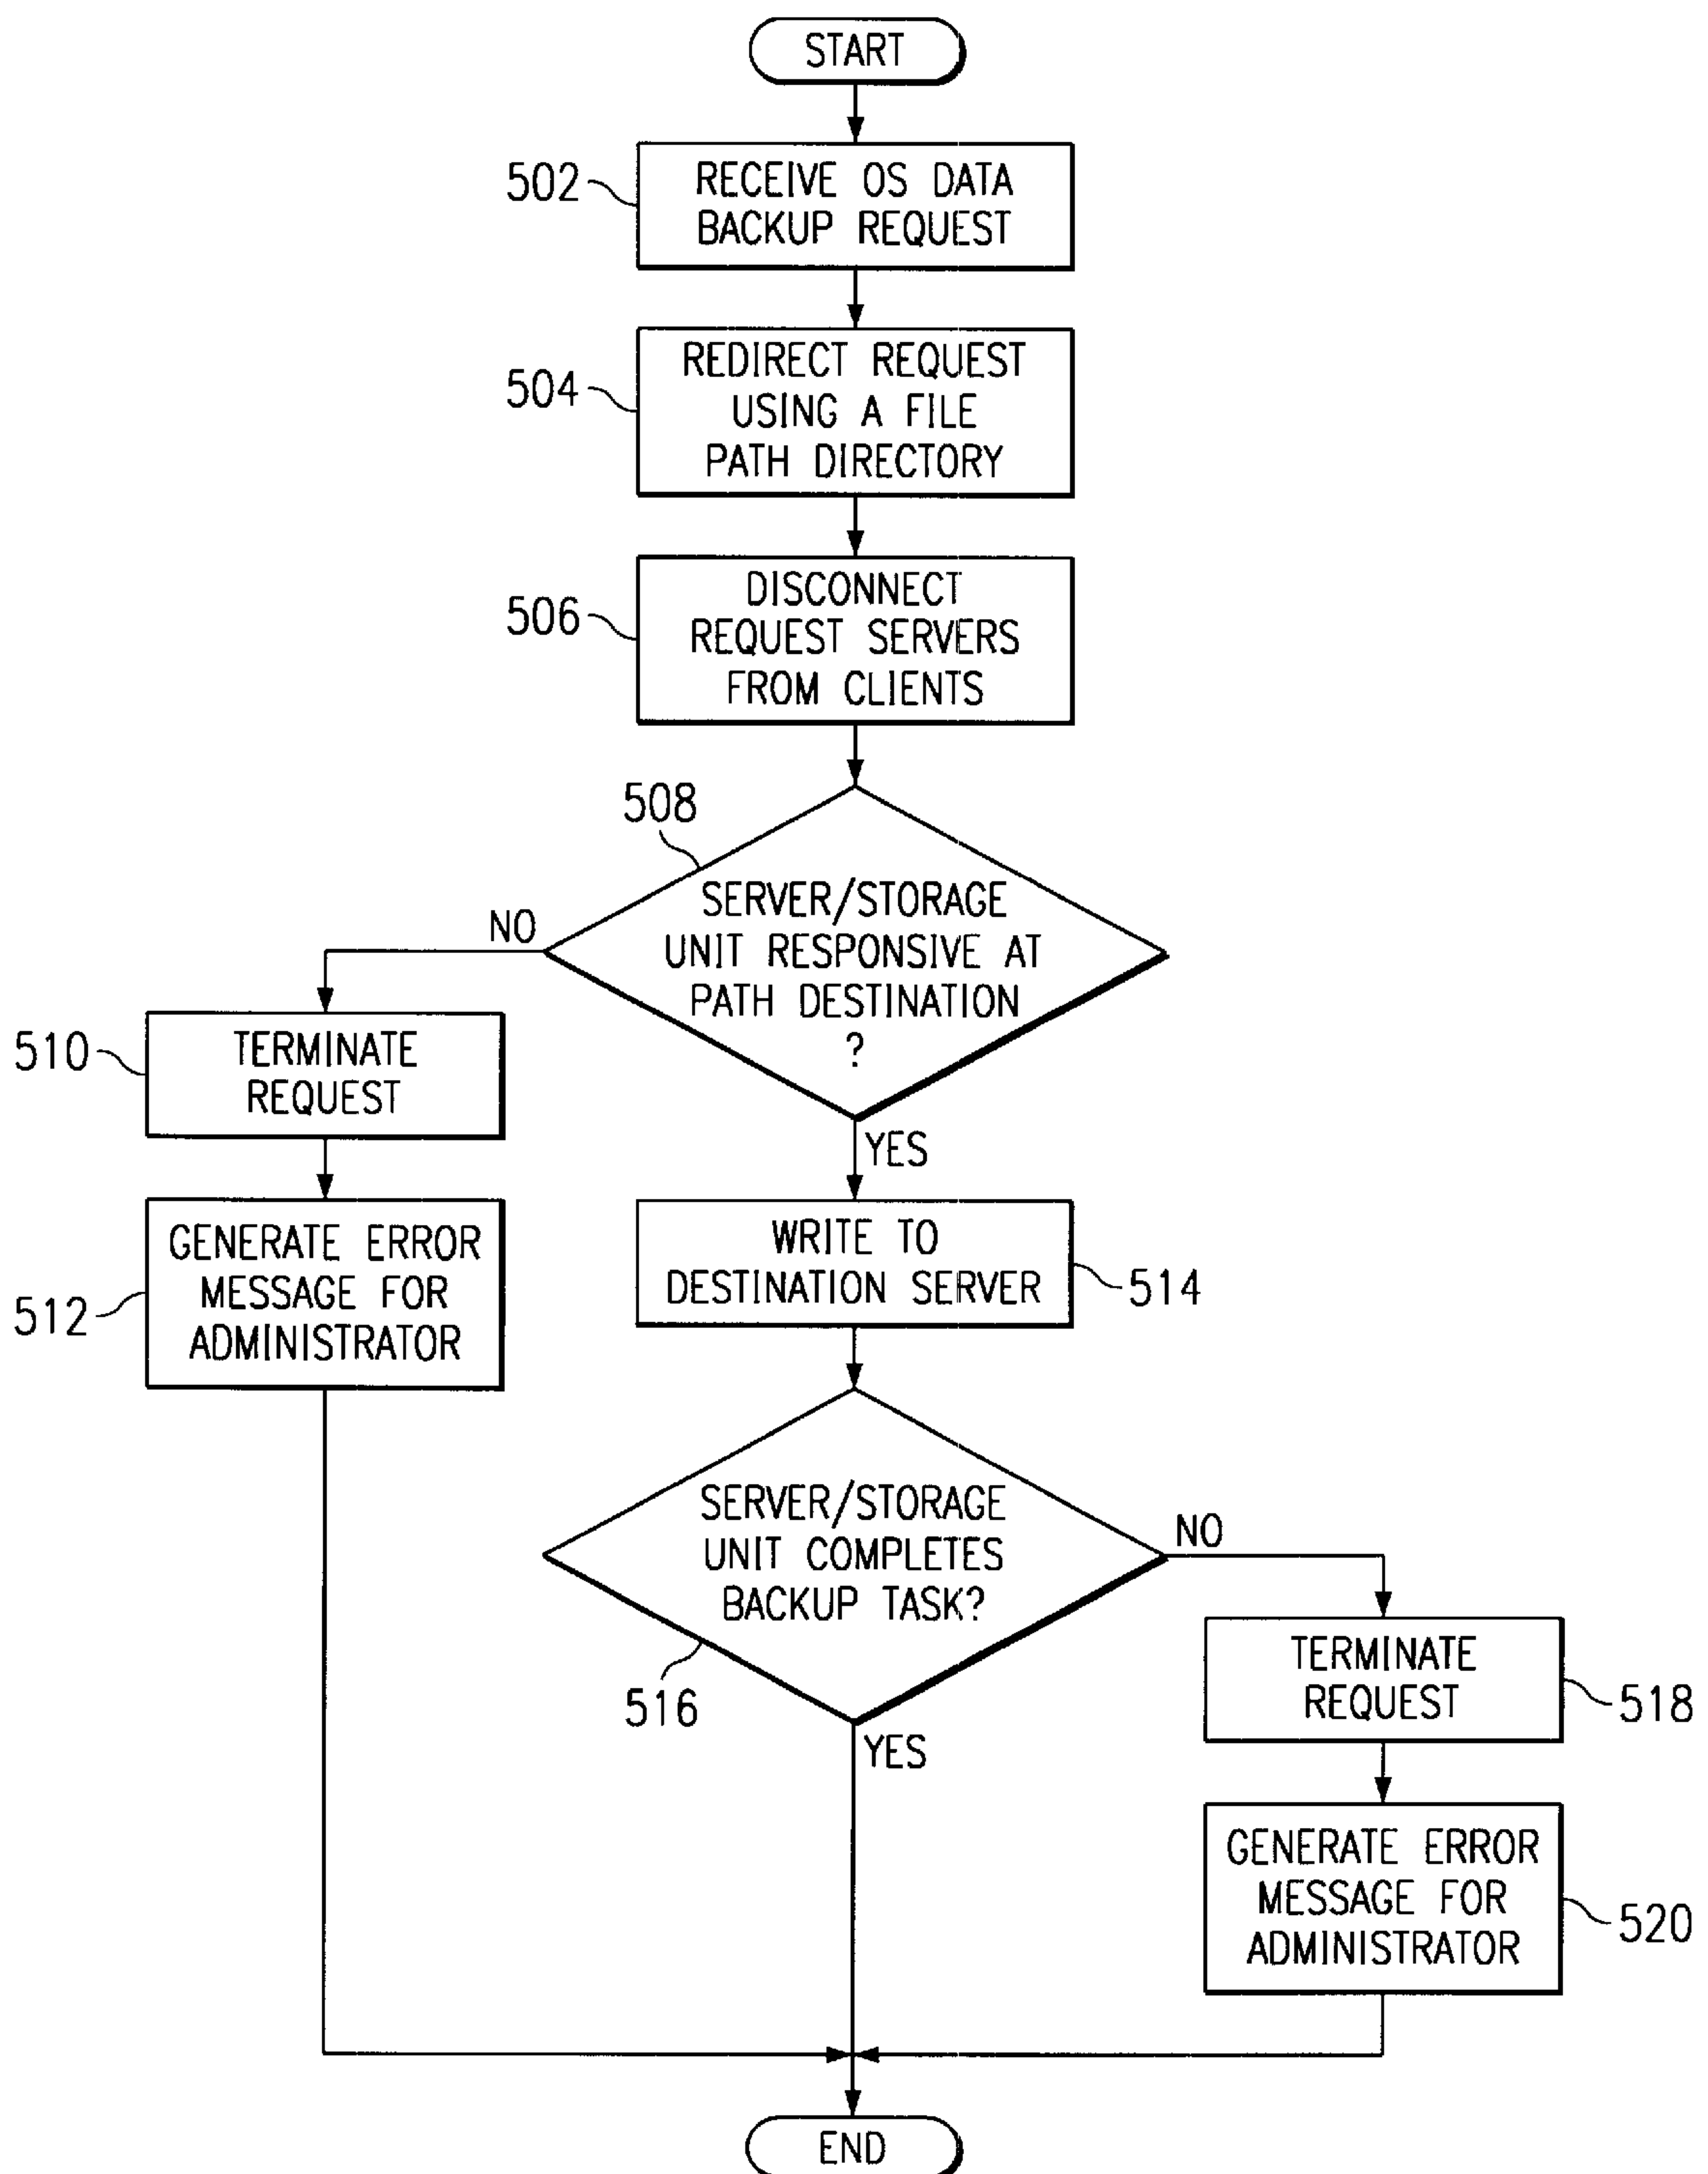 START
502
RECEIVE OS DATA
BACKUP REQUEST
504
REDIRECT REQUEST
USING A FILE
PATH DIRECTORY
506
DISCONNECT
REQUEST SERVERS
FROM CLIENTS
508
SERVER/STORAGE
UNIT RESPONSIVE AT
PATH DESTINATION
?
NO
510
TERMINATE
REQUEST
512
GENERATE ERROR
MESSAGE FOR
ADMINISTRATOR
YES
WRITE TO
DESTINATION SERVER
514
SERVER/STORAGE
UNIT COMPLETES
BACKUP TASK?
516
NO
TERMINATE
REQUEST
518
GENERATE ERROR
MESSAGE FOR
ADMINISTRATOR
520
YES
END